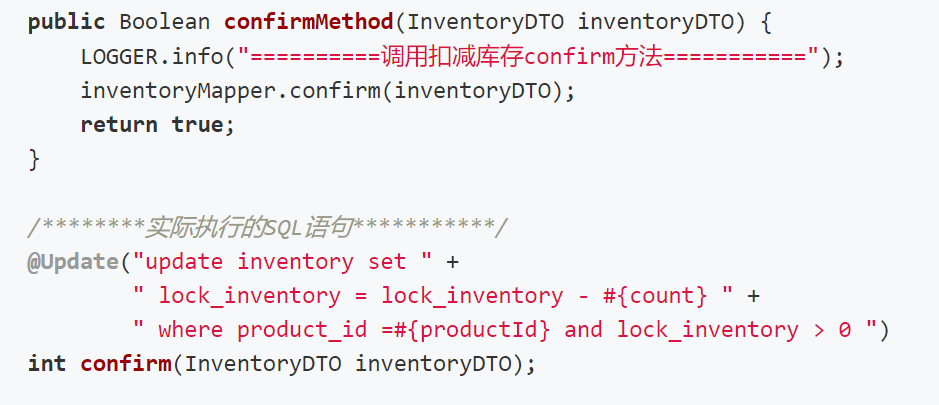 public Boolean confirmMethod(InventoryDTO inventoryDTO) {
    LOGGER.info("==========调用扣减库存confirm方法===========");
    inventoryMapper.confirm(inventoryDTO);
    return true;
}
/********实际执行的SQL语句***********/
@Update("update inventory set " +
        " lock_inventory = lock_inventory - #{count} " +
        " where product_id =#{productId} and lock_inventory > 0 ")
int confirm(InventoryDTO inventoryDTO);